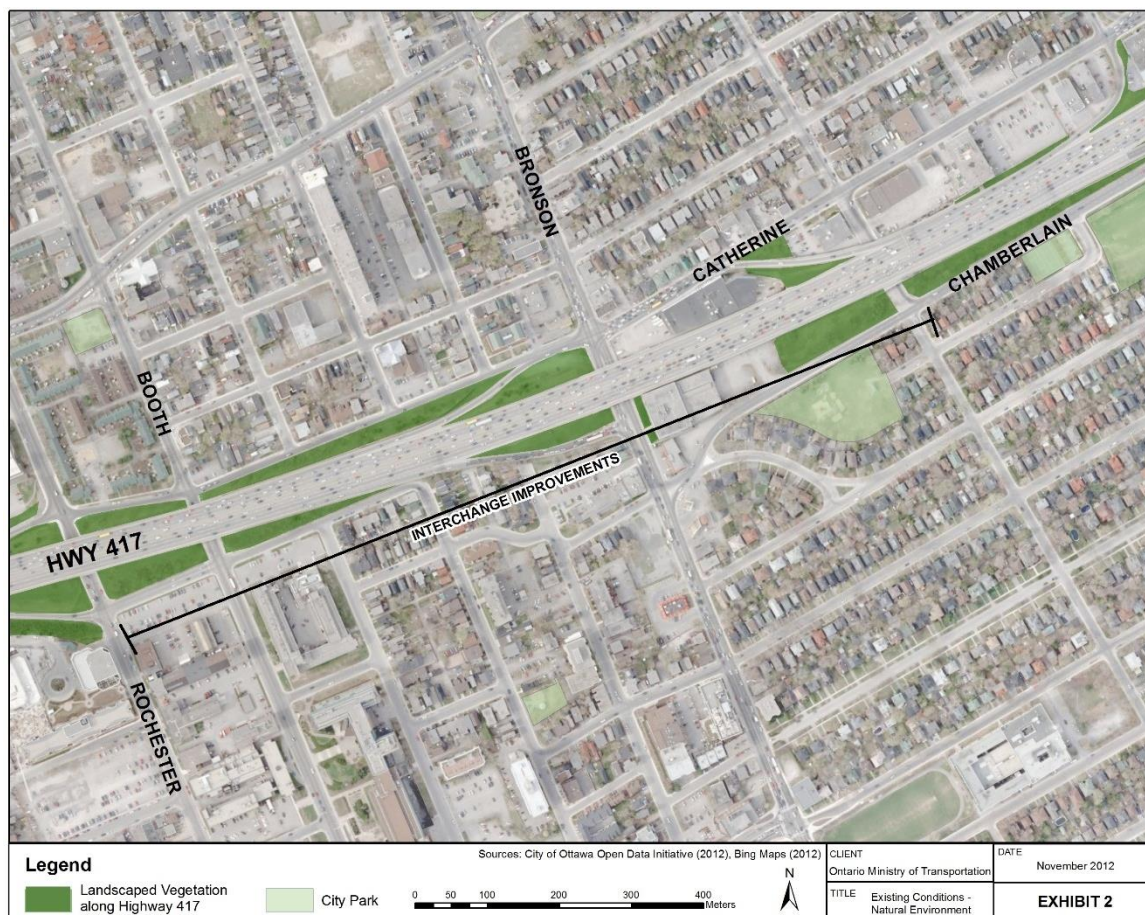 BRONSON
CATHERINE
CHAMBERLAIN
BOOTH
INTERCHANGE IMPROVEMENTS
HWY 417
ROCHESTER
Legend
Landscaped Vegetation
along Highway 417
City Park
Sources: City of Ottawa Open Data Initiative (2012), Bing Maps (2012)
0 50 100 200 300 400
Meters
N
CLIENT
Ontario Ministry of Transportation
TITLE Existing Conditions -
Natural Environment
DATE
November 2012
EXHIBIT 2